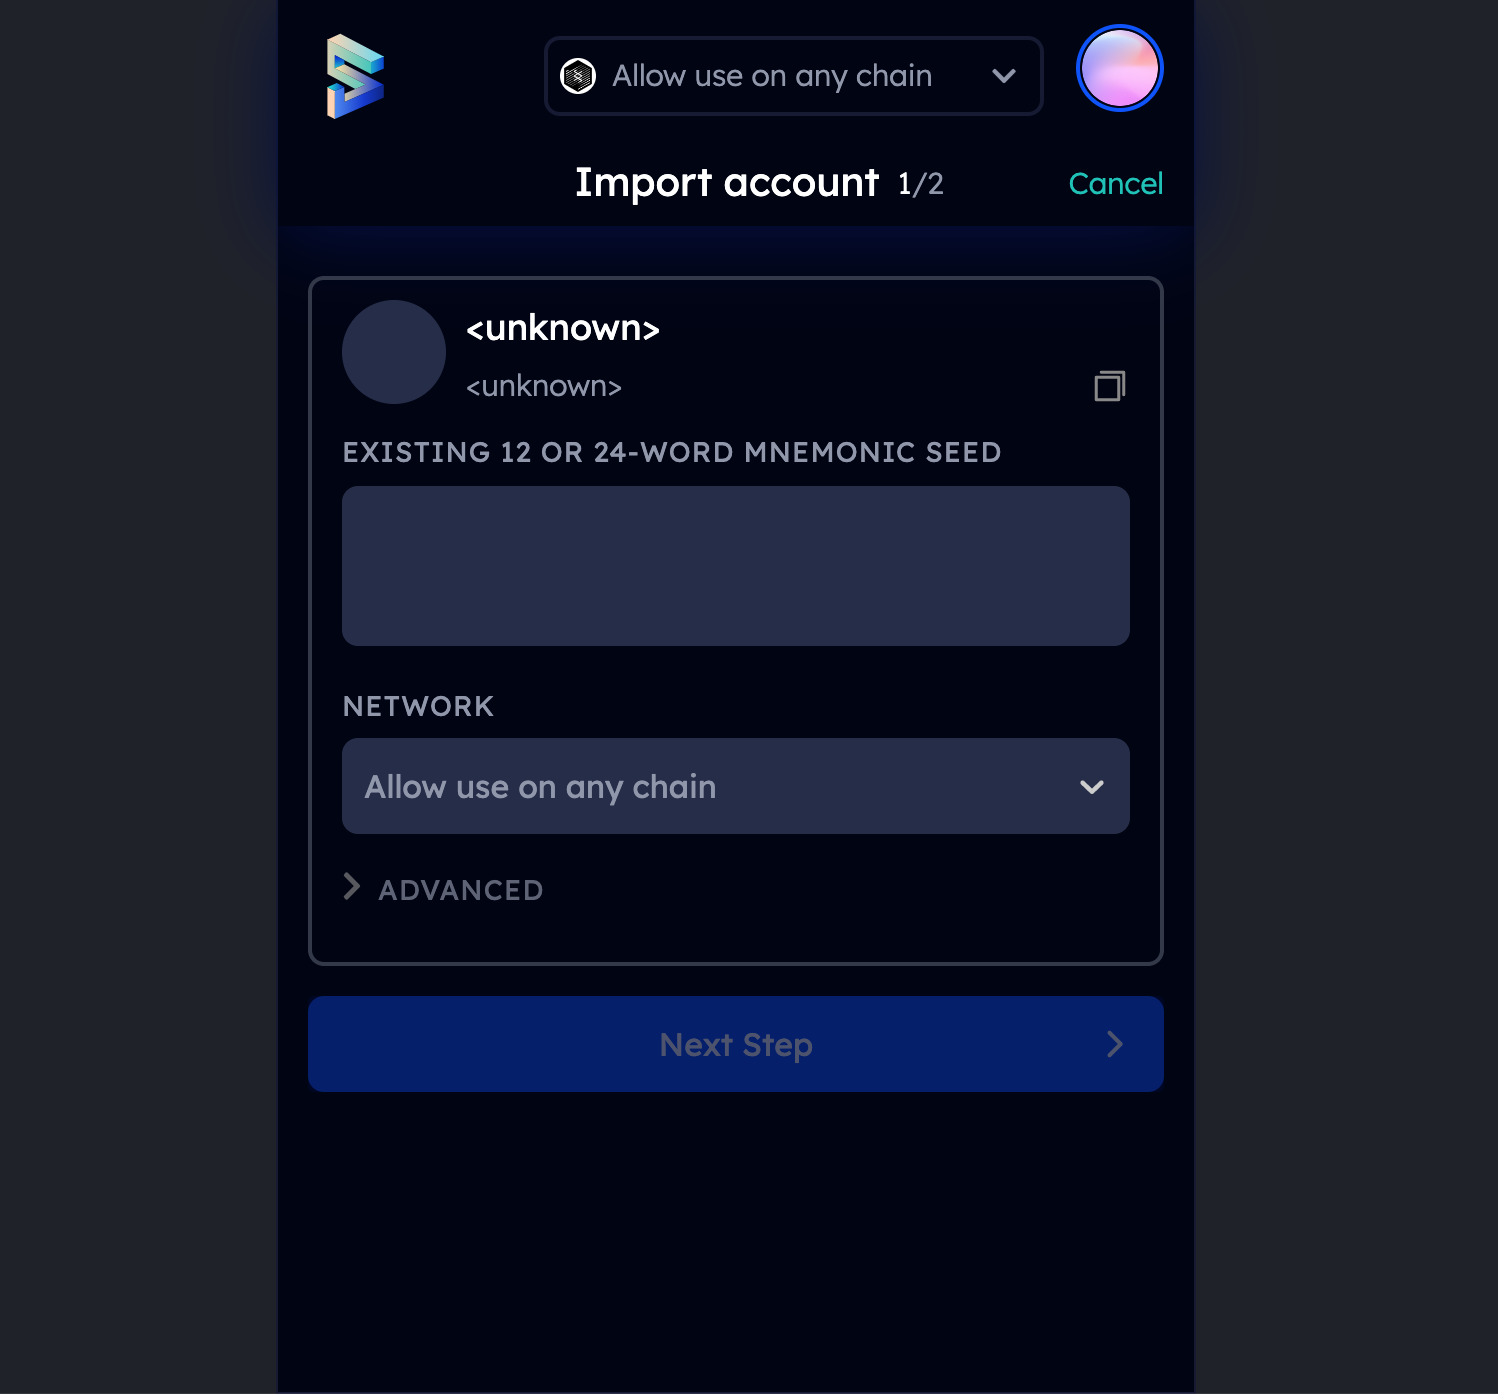 Allow use on any chain
Import account 1/2
Cancel
<unknown>
<unknown>
EXISTING 12 OR 24-WORD MNEMONIC SEED
NETWORK
Allow use on any chain
ADVANCED
Next Step